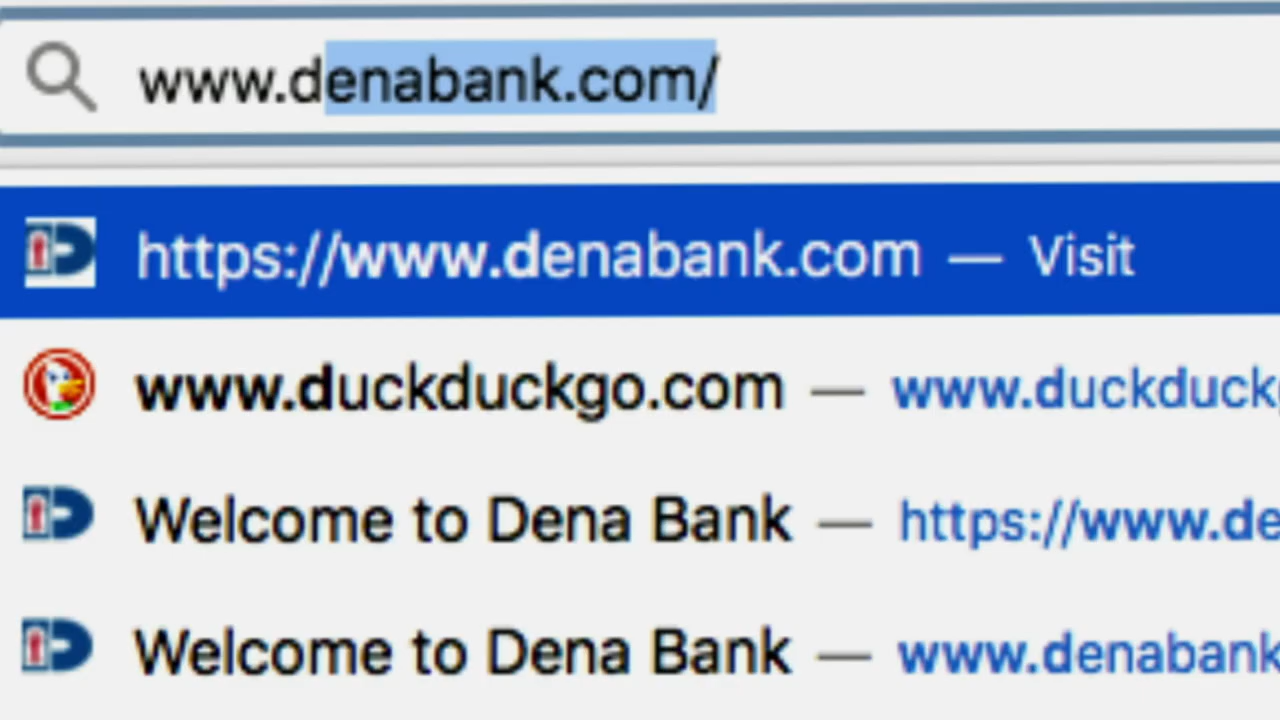 www.denabank.com/
https://www.denabank.com — Visit
www.duckduckgo.com — www.duckduck
Welcome to Dena Bank — https://www.de
Welcome to Dena Bank — www.denabank